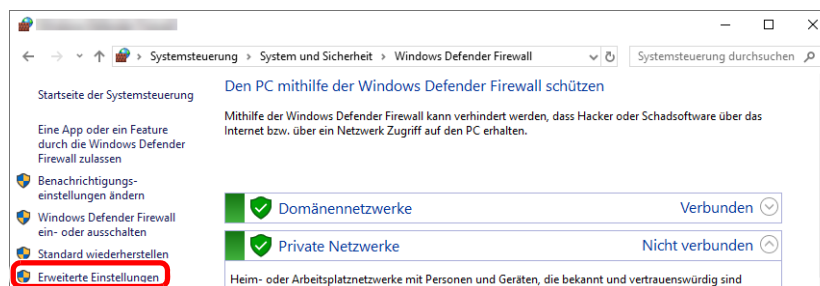 Systemsteuerung > System und Sicherheit > Windows Defender Firewall
Systemsteuerung durchsuchen
Startseite der Systemsteuerung
Eine App oder ein Feature
durch die Windows Defender
Firewall zulassen
Benachrichtigungs-
einstellungen ändern
Windows Defender Firewall
ein- oder ausschalten
Standard wiederherstellen
Erweiterte Einstellungen
Den PC mithilfe der Windows Defender Firewall schützen
Mithilfe der Windows Defender Firewall kann verhindert werden, dass Hacker oder Schadsoftware über das
Internet bzw. über ein Netzwerk Zugriff auf den PC erhalten.
Domänennetzwerke Verbunden
Private Netzwerke Nicht verbunden
Heim- oder Arbeitsplatznetzwerke mit Personen und Geräten, die bekannt und vertrauenswürdig sind